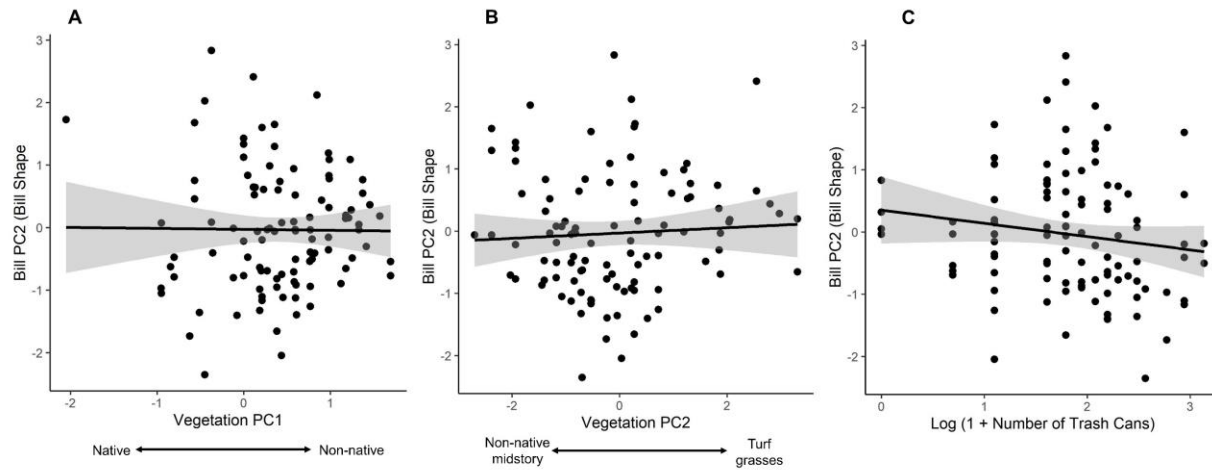 A
Bill PC2 (Bill Shape
3
2
1
0
-1
-2
-2
-1
0
1
Vegetation PC1
Native
Non-native
B
Bill PC2 (Bill Shape
3
2
1
0
-1
-2
-2
0
2
Vegetation PC2
Non-native
midstory
Turf
grasses
C
Bill PC2 (Bill Shape)
3
2
1
0
-1
-2
0
1
2
3
Log (1 + Number of Trash Cans)